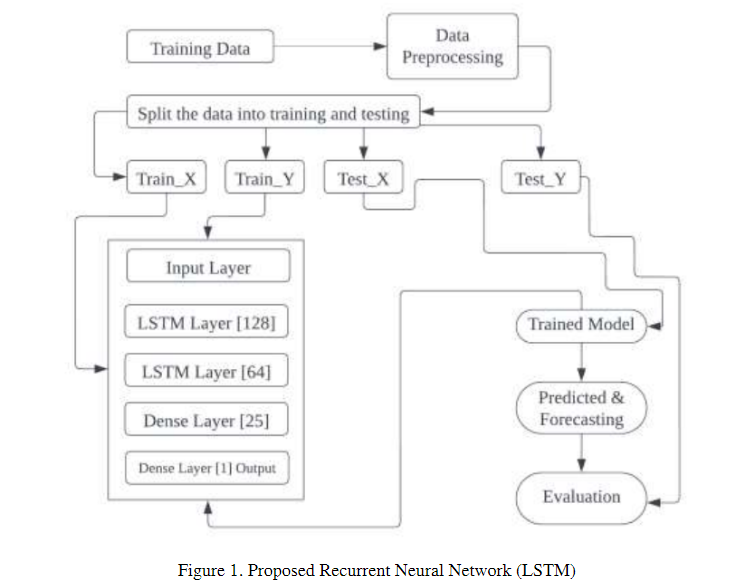 Training Data
Data
Preprocessing
Split the data into training and testing
Train_X
Train_Y
Test_X
Test_Y
Input Layer
LSTM Layer [128]
LSTM Layer [64]
Dense Layer [25]
Dense Layer [1] Output
Trained Model
Predicted &
Forecasting
Evaluation
Figure 1. Proposed Recurrent Neural Network (LSTM)